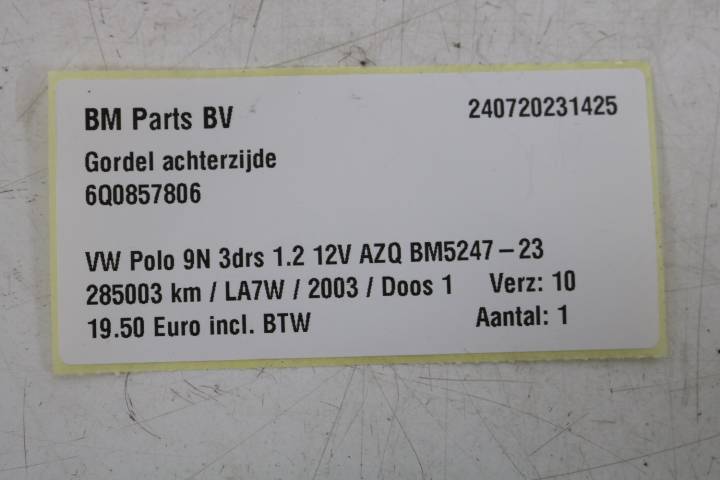 BM Parts BV 240720231425
Gordel achterzijde
6Q0857806
VW Polo 9N 3drs 1.2 12V AZQ BM5247-23
285003 km / LA7W / 2003 / Doos 1 Verz: 10
19.50 Euro incl. BTW Aantal: 1